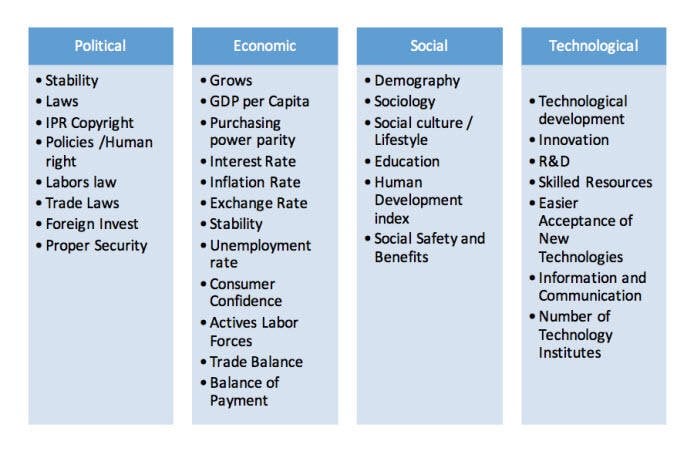 Political
• Stability
• Laws
• IPR Copyright
• Policies /Human
right
• Labors law
• Trade Laws
• Foreign Invest
• Proper Security
Economic
• Grows
• GDP per Capita
• Purchasing
power parity
• Interest Rate
• Inflation Rate
• Exchange Rate
• Stability
• Unemployment
rate
• Consumer
Confidence
• Actives Labor
Forces
• Trade Balance
• Balance of
Payment
Social
• Demography
• Sociology
• Social culture /
Lifestyle
• Education
• Human
Development
index
• Social Safety and
Benefits
Technological
• Technological
development
• Innovation
• R&D
• Skilled Resources
• Easier
Acceptance of
New
Technologies
• Information and
Communication
• Number of
Technology
Institutes